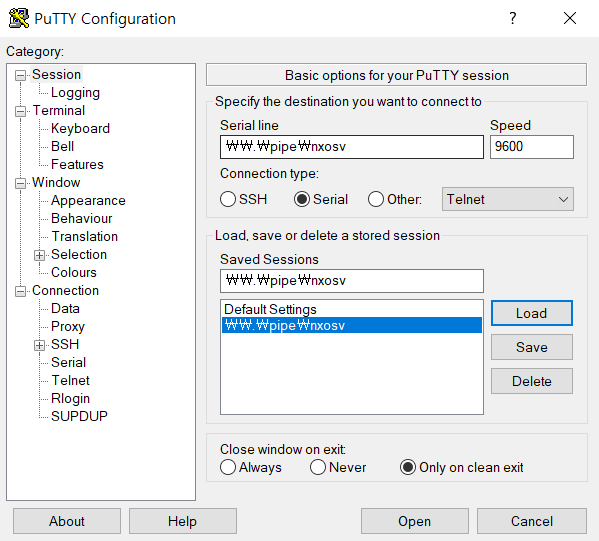 PuTTY Configuration
?
Category:
Session
Logging
Terminal
Keyboard
Bell
Features
Window
Appearance
Behaviour
Translation
Selection
Colours
Connection
Data
Proxy
SSH
Serial
Telnet
Rlogin
SUPDUP
Basic options for your PuTTY session
Specify the destination you want to connect to
Serial line Speed
₩₩.₩pipe₩nxosv 9600
Connection type:
SSH Serial Other: Telnet
Load, save or delete a stored session
Saved Sessions
₩₩.₩pipe₩nxosv
Default Settings
₩₩.₩pipe₩nxosv
Load
Save
Delete
Close window on exit:
Always Never Only on clean exit
About Help Open Cancel